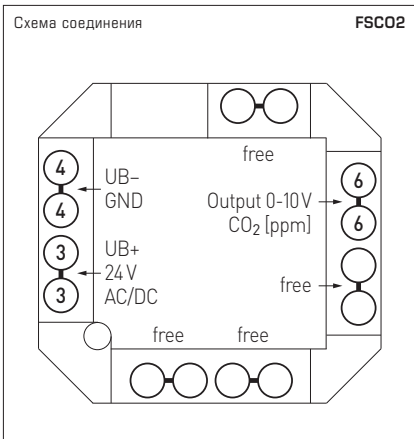 Схема соединения
FSCO2
free
4
4
UB–
GND
3
3
UB+
24 V
AC/DC
Output 0-10 V
CO₂ [ppm]
6
6
free
free
free